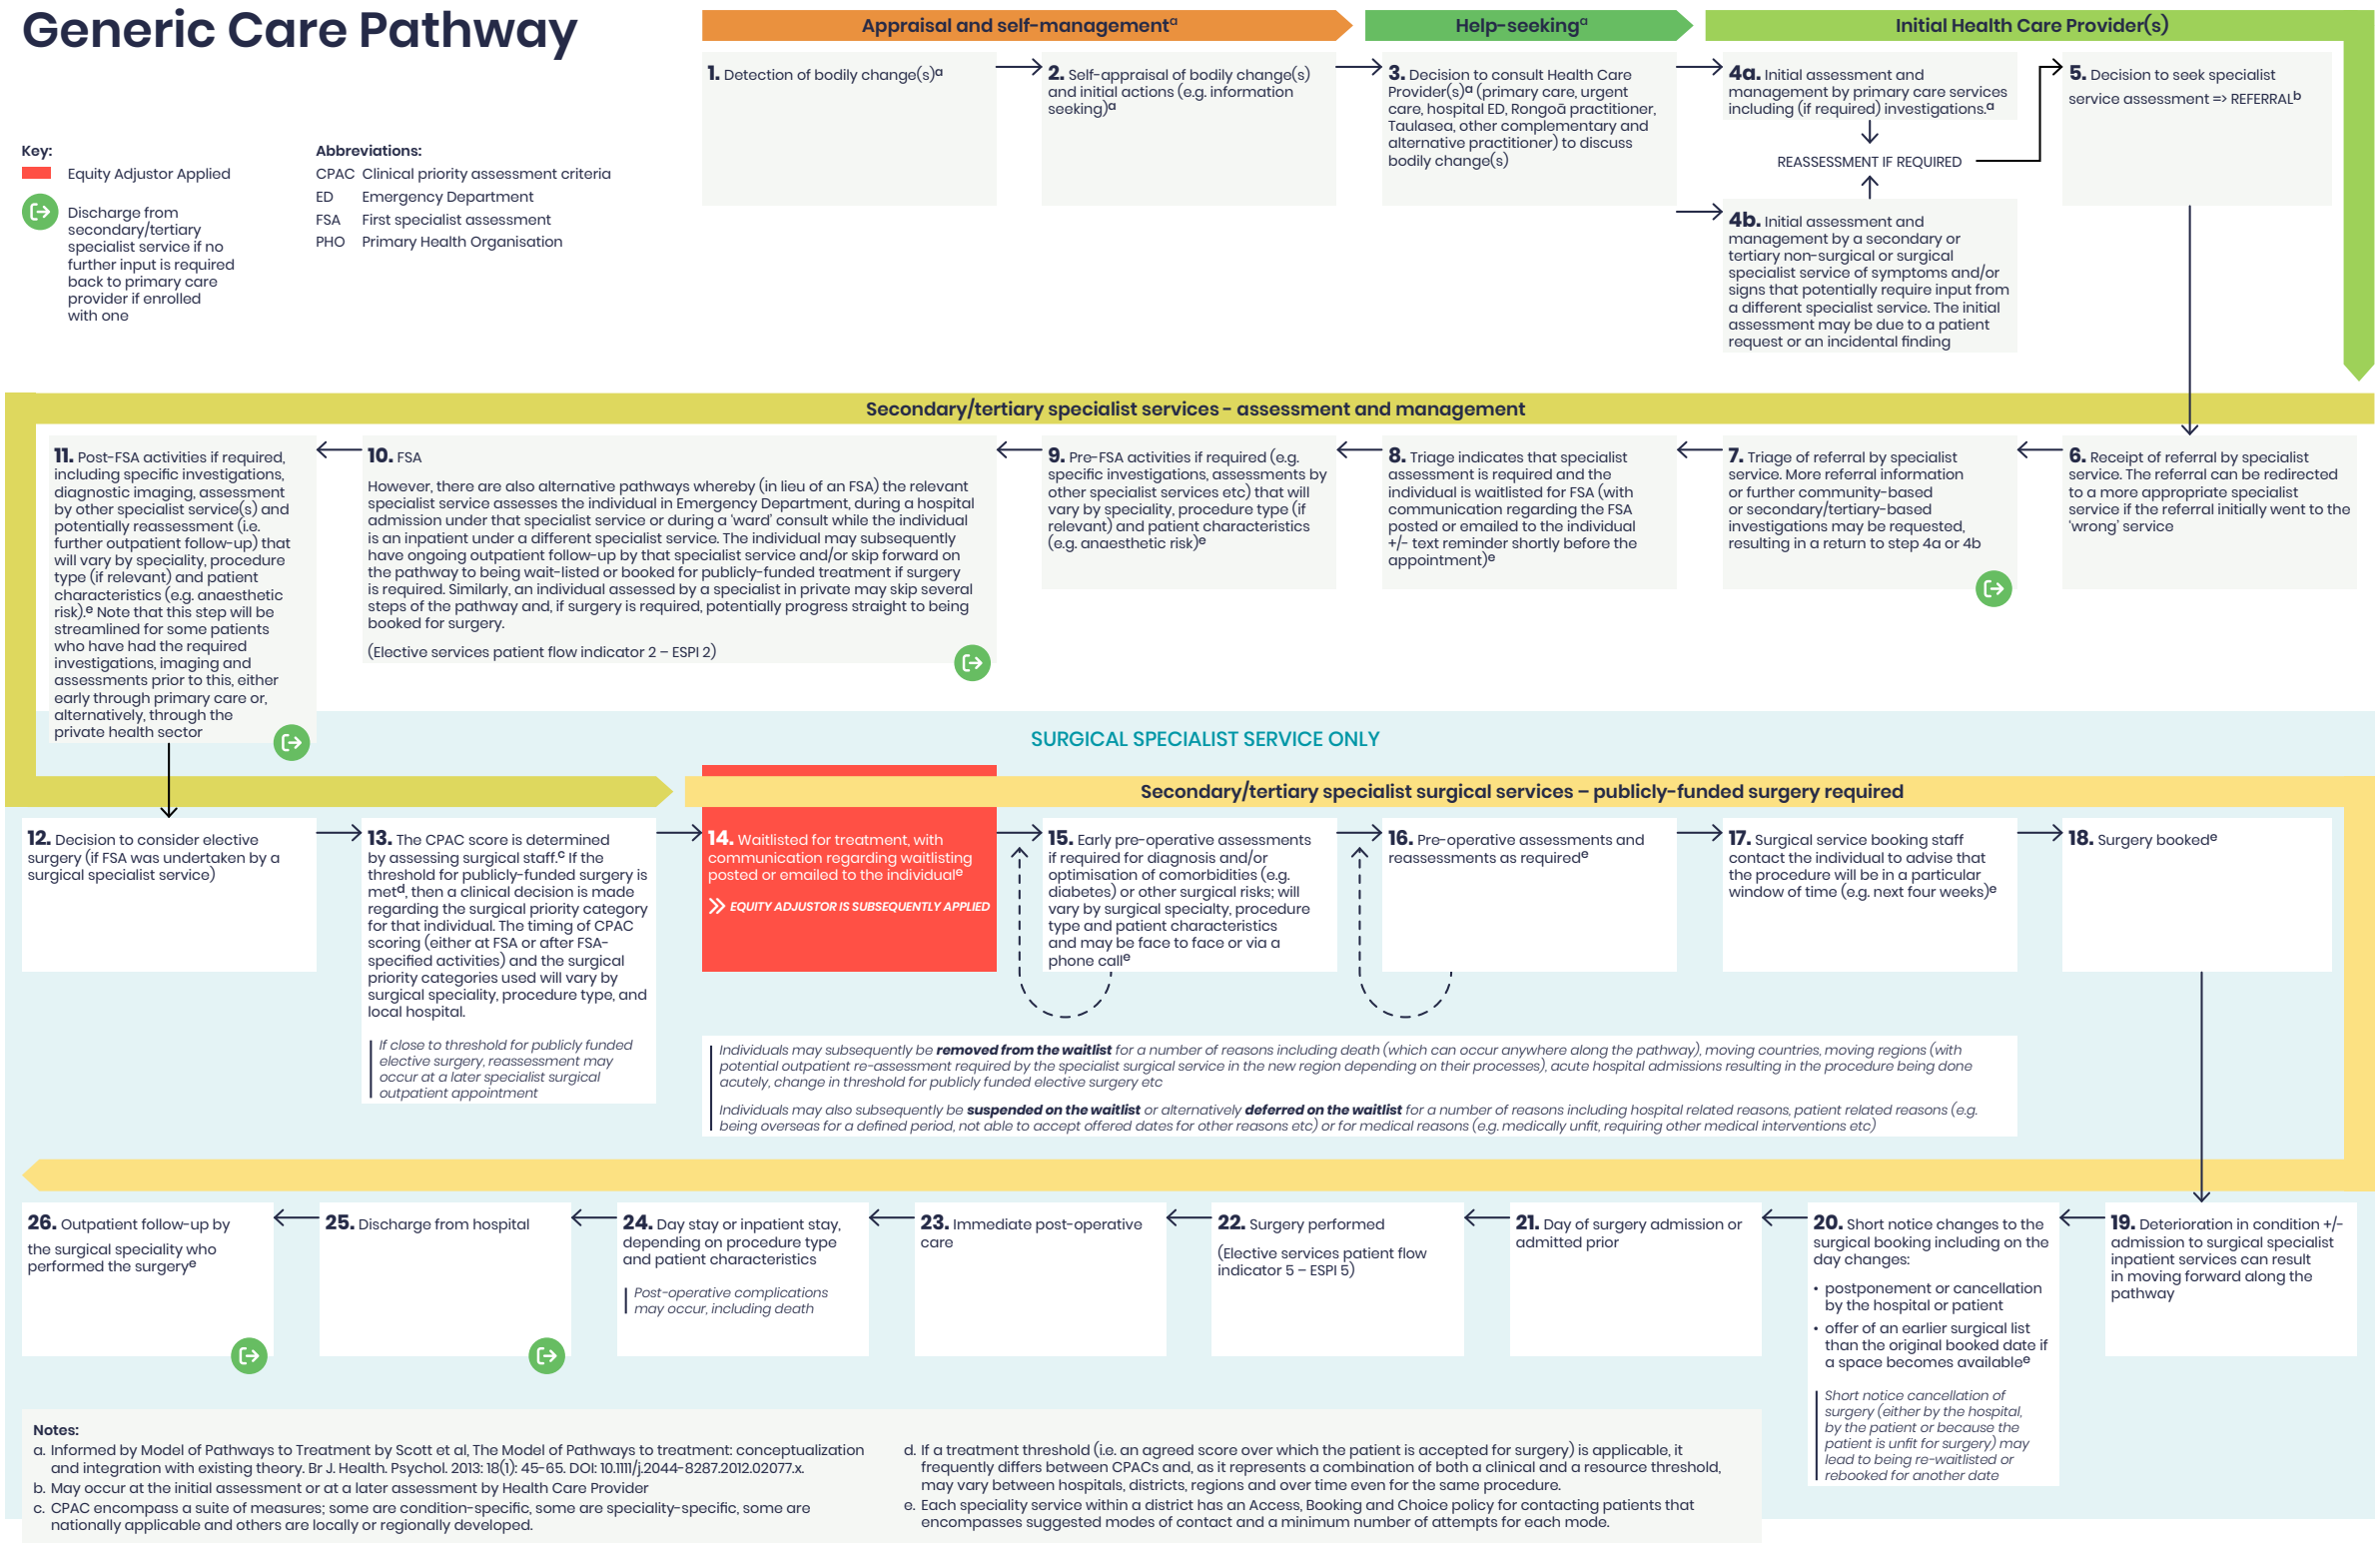 Generic Care Pathway
Key:
Equity Adjustor Applied
Discharge from
secondary/tertiary
specialist service if no
further input is required
back to primary care
provider if enrolled
with one
Abbreviations:
CPAC Clinical priority assessment criteria
ED Emergency Department
FSA First specialist assessment
PHO Primary Health Organisation
Appraisal and self-managementᵃ
Help-seekingᵃ
Initial Health Care Provider(s)
1. Detection of bodily change(s)ᵃ
2. Self-appraisal of bodily change(s)
and initial actions (e.g. information
seeking)ᵃ
3. Decision to consult Health Care
Provider(s)ᵃ (primary care, urgent
care, hospital ED, Rongoā practitioner,
Taulasea, other complementary and
alternative practitioner) to discuss
bodily change(s)
4a. Initial assessment and
management by primary care services
including (if required) investigations.ᵃ
REASSESSMENT IF REQUIRED
4b. Initial assessment and
management by a secondary or
tertiary non-surgical or surgical
specialist service of symptoms and/or
signs that potentially require input from
a different specialist service. The initial
assessment may be due to a patient
request or an incidental finding
5. Decision to seek specialist
service assessment => REFERRALᵇ
Secondary/tertiary specialist services - assessment and management
11. Post-FSA activities if required,
including specific investigations,
diagnostic imaging, assessment
by other specialist service(s) and
potentially reassessment (i.e.
further outpatient follow-up) that
will vary by speciality, procedure
type (if relevant) and patient
characteristics (e.g. anaesthetic
risk).ᵉ Note that this step will be
streamlined for some patients
who have had the required
investigations, imaging and
assessments prior to this, either
early through primary care or,
alternatively, through the
private health sector
10. FSA
However, there are also alternative pathways whereby (in lieu of an FSA) the relevant
specialist service assesses the individual in Emergency Department, during a hospital
admission under that specialist service or during a 'ward' consult while the individual
is an inpatient under a different specialist service. The individual may subsequently
have ongoing outpatient follow-up by that specialist service and/or skip forward on
the pathway to being wait-listed or booked for publicly-funded treatment if surgery
is required. Similarly, an individual assessed by a specialist in private may skip several
steps of the pathway and, if surgery is required, potentially progress straight to being
booked for surgery.
(Elective services patient flow indicator 2 – ESPI 2)
9. Pre-FSA activities if required (e.g.
specific investigations, assessments by
other specialist services etc) that will
vary by speciality, procedure type (if
relevant) and patient characteristics
(e.g. anaesthetic risk)ᵉ
8. Triage indicates that specialist
assessment is required and the
individual is waitlisted for FSA (with
communication regarding the FSA
posted or emailed to the individual
+/- text reminder shortly before the
appointment)ᵉ
7. Triage of referral by specialist
service. More referral information
or further community-based
or secondary/tertiary-based
investigations may be requested,
resulting in a return to step 4a or 4b
6. Receipt of referral by specialist
service. The referral can be redirected
to a more appropriate specialist
service if the referral initially went to the
'wrong' service
SURGICAL SPECIALIST SERVICE ONLY
Secondary/tertiary specialist surgical services – publicly-funded surgery required
12. Decision to consider elective
surgery (if FSA was undertaken by a
surgical specialist service)
13. The CPAC score is determined
by assessing surgical staff.ᶜ If the
threshold for publicly-funded surgery is
metᵈ, then a clinical decision is made
regarding the surgical priority category
for that individual. The timing of CPAC
scoring (either at FSA or after FSA-
specified activities) and the surgical
priority categories used will vary by
surgical speciality, procedure type, and
local hospital.
If close to threshold for publicly funded
elective surgery, reassessment may
occur at a later specialist surgical
outpatient appointment
14. Waitlisted for treatment, with
communication regarding waitlisting
posted or emailed to the individualᵉ
EQUITY ADJUSTOR IS SUBSEQUENTLY APPLIED
15. Early pre-operative assessments
if required for diagnosis and/or
optimisation of comorbidities (e.g.
diabetes) or other surgical risks; will
vary by surgical specialty, procedure
type and patient characteristics
and may be face to face or via a
phone callᵉ
16. Pre-operative assessments and
reassessments as requiredᵉ
17. Surgical service booking staff
contact the individual to advise that
the procedure will be in a particular
window of time (e.g. next four weeks)ᵉ
18. Surgery bookedᵉ
Individuals may subsequently be removed from the waitlist for a number of reasons including death (which can occur anywhere along the pathway), moving countries, moving regions (with
potential outpatient re-assessment required by the specialist surgical service in the new region depending on their processes), acute hospital admissions resulting in the procedure being done
acutely, change in threshold for publicly funded elective surgery etc
Individuals may also subsequently be suspended on the waitlist or alternatively deferred on the waitlist for a number of reasons including hospital related reasons, patient related reasons (e.g.
being overseas for a defined period, not able to accept offered dates for other reasons etc) or for medical reasons (e.g. medically unfit, requiring other medical interventions etc)
26. Outpatient follow-up by
the surgical speciality who
performed the surgeryᵉ
25. Discharge from hospital
24. Day stay or inpatient stay,
depending on procedure type
and patient characteristics
Post-operative complications
may occur, including death
23. Immediate post-operative
care
22. Surgery performed
(Elective services patient flow
indicator 5 – ESPI 5)
21. Day of surgery admission or
admitted prior
20. Short notice changes to the
surgical booking including on the
day changes:
• postponement or cancellation
by the hospital or patient
• offer of an earlier surgical list
than the original booked date if
a space becomes availableᵉ
Short notice cancellation of
surgery (either by the hospital,
by the patient or because the
patient is unfit for surgery) may
lead to being re-waitlisted or
rebooked for another date
19. Deterioration in condition +/-
admission to surgical specialist
inpatient services can result
in moving forward along the
pathway
Notes:
a. Informed by Model of Pathways to Treatment by Scott et al, The Model of Pathways to treatment: conceptualization
and integration with existing theory. Br J. Health. Psychol. 2013: 18(1): 45-65. DOI: 10.1111/j.2044-8287.2012.02077.x.
b. May occur at the initial assessment or at a later assessment by Health Care Provider
c. CPAC encompass a suite of measures; some are condition-specific, some are speciality-specific, some are
nationally applicable and others are locally or regionally developed.
d. If a treatment threshold (i.e. an agreed score over which the patient is accepted for surgery) is applicable, it
frequently differs between CPACs and, as it represents a combination of both a clinical and a resource threshold,
may vary between hospitals, districts, regions and over time even for the same procedure.
e. Each speciality service within a district has an Access, Booking and Choice policy for contacting patients that
encompasses suggested modes of contact and a minimum number of attempts for each mode.